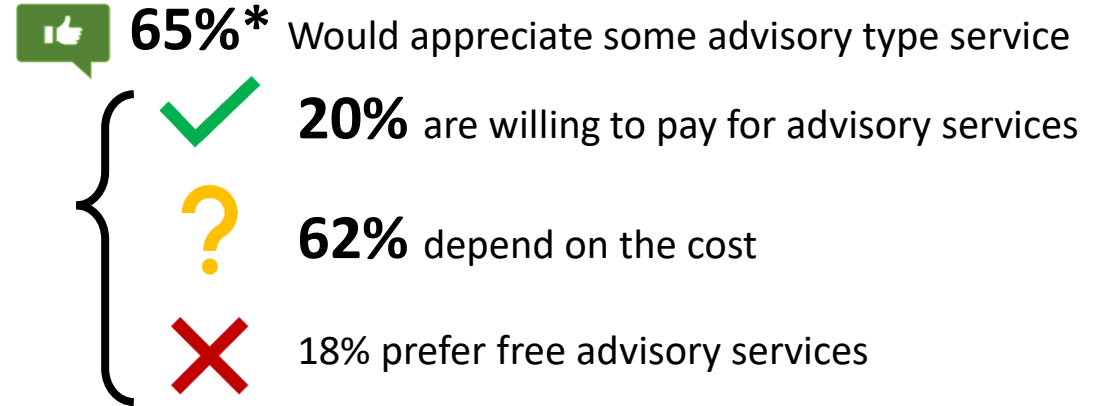 65%* Would appreciate some advisory type service
20% are willing to pay for advisory services
62% depend on the cost
18% prefer free advisory services